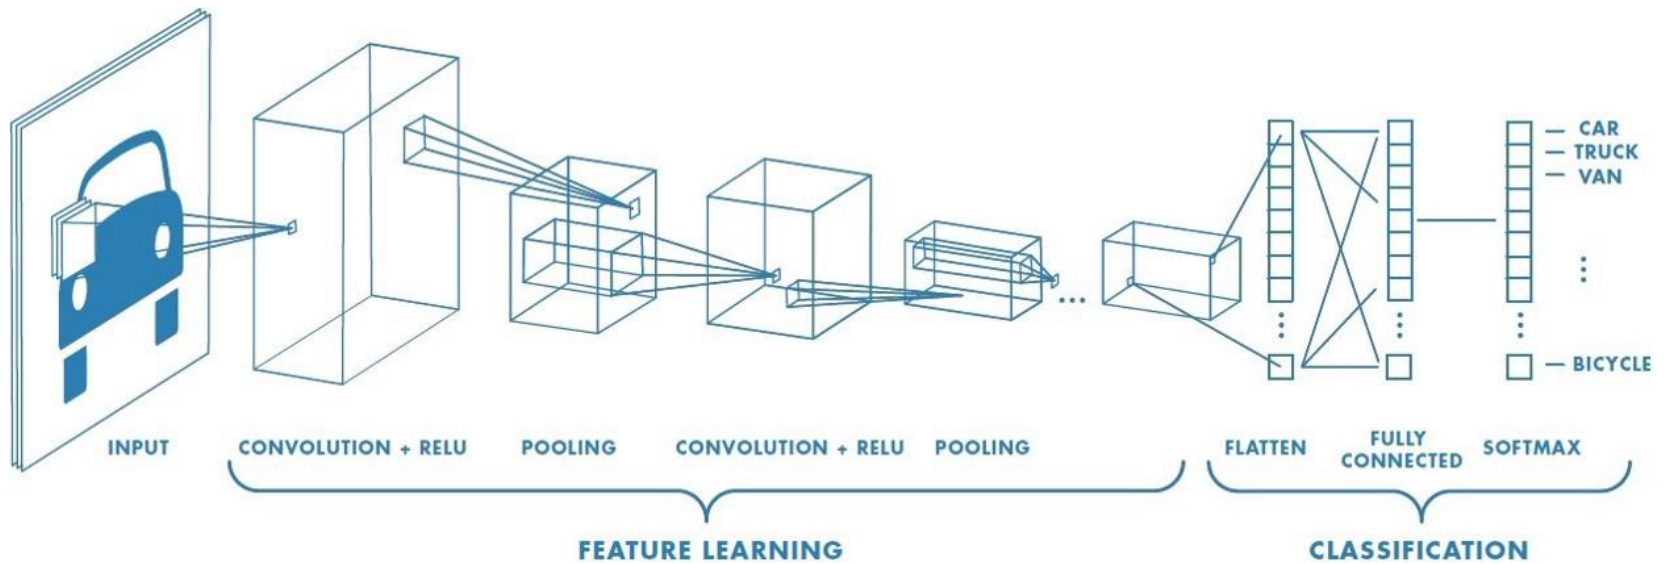 CAR
TRUCK
VAN
BICYCLE
INPUT
CONVOLUTION + RELU
POOLING
CONVOLUTION + RELU
POOLING
FLATTEN
FULLY
CONNECTED
SOFTMAX
FEATURE LEARNING
CLASSIFICATION